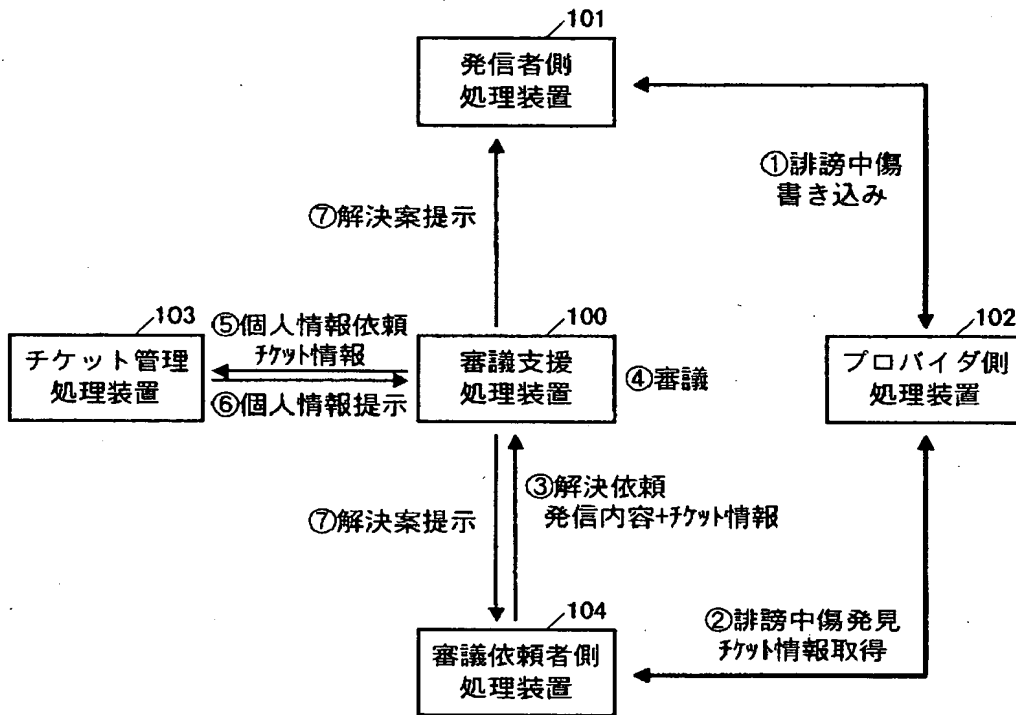 101
発信者側
処理装置
①誹謗中傷
書き込み
⑦解決案提示
103
チケット管理
処理装置
⑤個人情報依頼
チケット情報
⑥個人情報提示
100
審議支援
処理装置
④審議
102
プロバイダ側
処理装置
③解決依頼
発信内容+チケット情報
⑦解決案提示
104
審議依頼者側
処理装置
②誹謗中傷発見
チケット情報取得